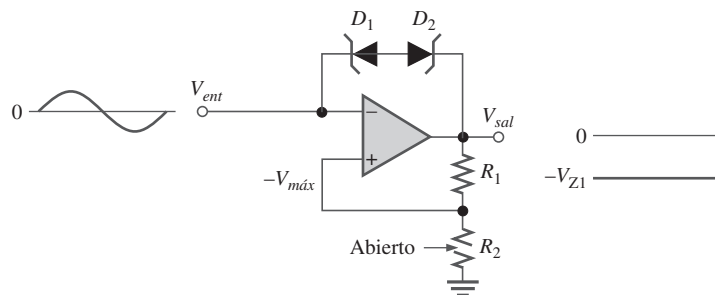 D1 D2
Vent
0
−
+
Vsal
0
−Vmáx
R1
−VZ1
Abierto
R2